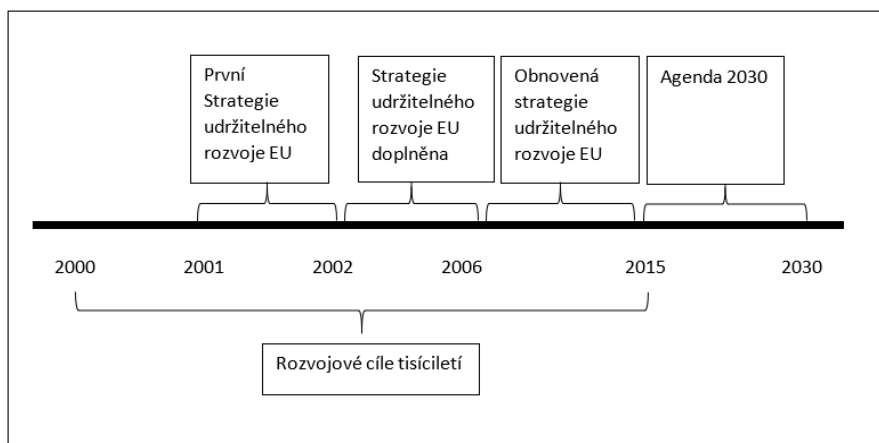 První
Strategie
udržitelného
rozvoje EU
Strategie
udržitelného
rozvoje EU
doplněna
Obnovená
strategie
udržitelného
rozvoje EU
Agenda 2030
2000
2001
2002
2006
2015
2030
Rozvojové cíle tisíciletí